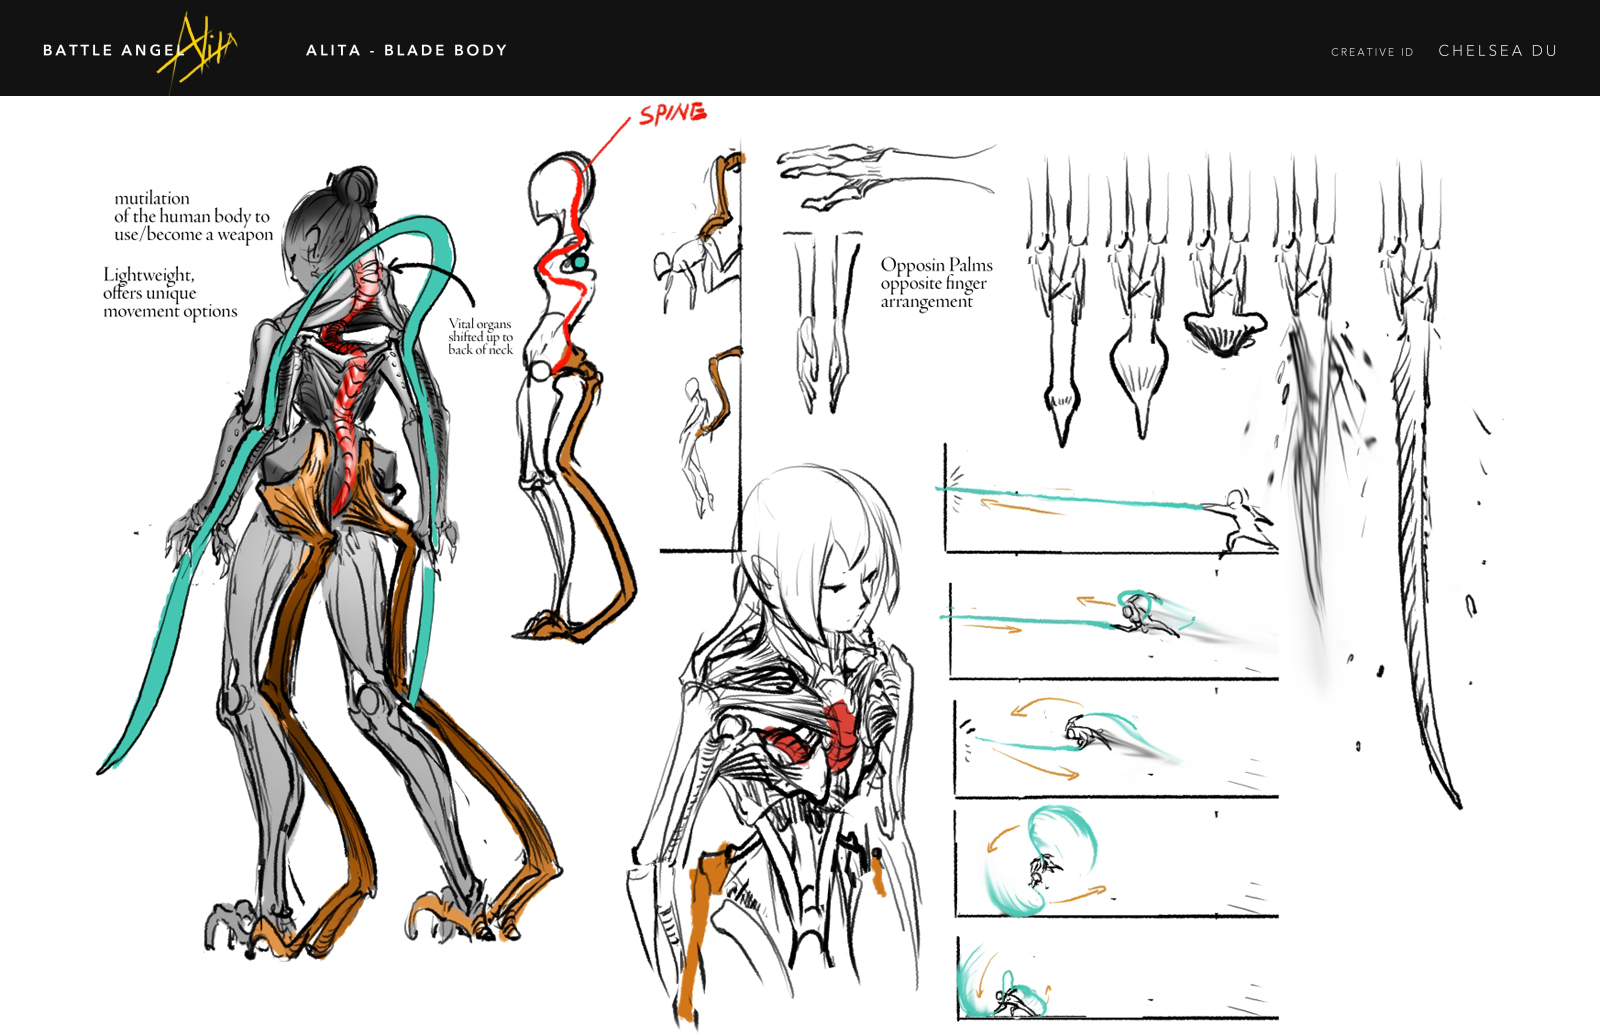 BATTLE ANGEL Alita
ALITA - BLADE BODY
CREATIVE ID CHELSEA DU
SPINE
mutilation
of the human body to
use/become a weapon
Lightweight,
offers unique
movement options
Vital organs
shifted up to
back of neck
Opposin Palms
opposite finger
arrangement